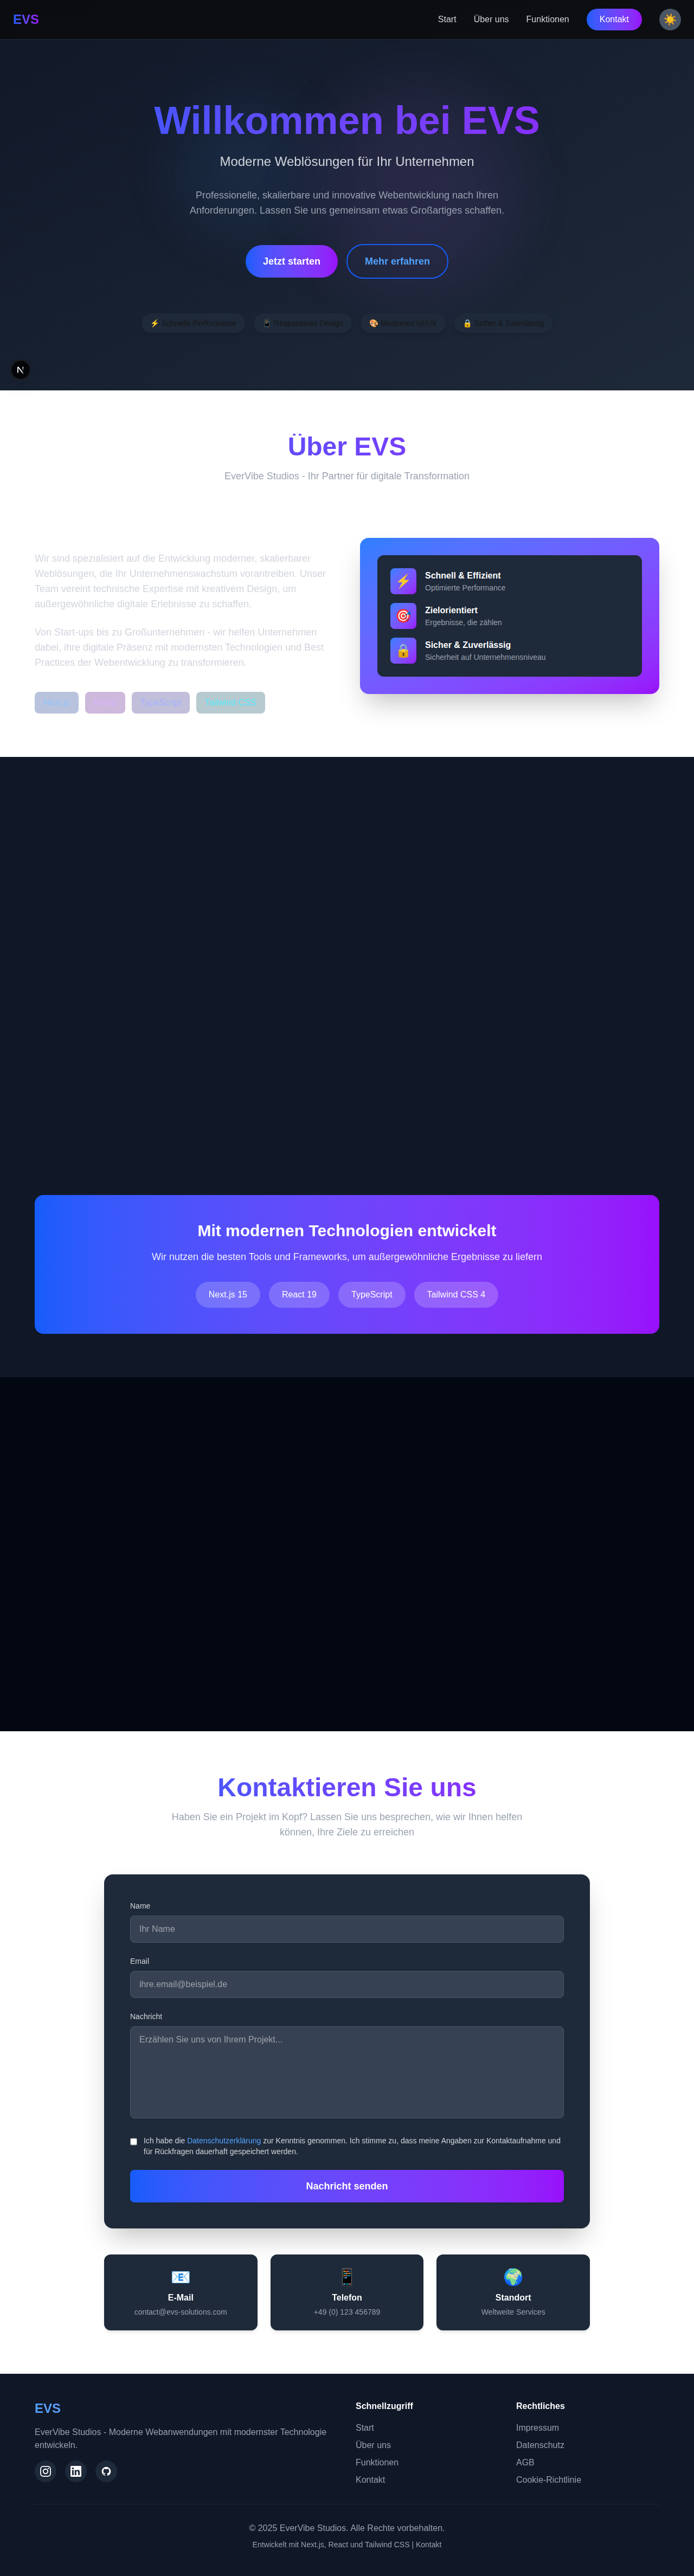 EVS
Start Über uns Funktionen Kontakt
Willkommen bei EVS
Moderne Weblösungen für Ihr Unternehmen
Professionelle, skalierbare und innovative Webentwicklung nach Ihren
Anforderungen. Lassen Sie uns gemeinsam etwas Großartiges schaffen.
Jetzt starten Mehr erfahren
Schnelle Performance Responsives Design Modernes UI/UX Sicher & Zuverlässig
N
Über EVS
EverVibe Studios - Ihr Partner für digitale Transformation
Wir sind spezialisiert auf die Entwicklung moderner, skalierbarer
Weblösungen, die Ihr Unternehmenswachstum vorantreiben. Unser
Team vereint technische Expertise mit kreativem Design, um
außergewöhnliche digitale Erlebnisse zu schaffen.
Von Start-ups bis zu Großunternehmen - wir helfen Unternehmen
dabei, ihre digitale Präsenz mit modernsten Technologien und Best
Practices der Webentwicklung zu transformieren.
Next.js React TypeScript Tailwind CSS
Schnell & Effizient
Optimierte Performance
Zielorientiert
Ergebnisse, die zählen
Sicher & Zuverlässig
Sicherheit auf Unternehmensniveau
Mit modernen Technologien entwickelt
Wir nutzen die besten Tools und Frameworks, um außergewöhnliche Ergebnisse zu liefern
Next.js 15 React 19 TypeScript Tailwind CSS 4
Kontaktieren Sie uns
Haben Sie ein Projekt im Kopf? Lassen Sie uns besprechen, wie wir Ihnen helfen
können, Ihre Ziele zu erreichen
Name
Ihr Name
Email
ihre.email@beispiel.de
Nachricht
Erzählen Sie uns von Ihrem Projekt...
Ich habe die Datenschutzerklärung zur Kenntnis genommen. Ich stimme zu, dass meine Angaben zur Kontaktaufnahme und
für Rückfragen dauerhaft gespeichert werden.
Nachricht senden
E-Mail
contact@evs-solutions.com
Telefon
+49 (0) 123 456789
Standort
Weltweite Services
EVS
EverVibe Studios - Moderne Webanwendungen mit modernster Technologie
entwickeln.
Schnellzugriff
Start
Über uns
Funktionen
Kontakt
Rechtliches
Impressum
Datenschutz
AGB
Cookie-Richtlinie
© 2025 EverVibe Studios. Alle Rechte vorbehalten.
Entwickelt mit Next.js, React und Tailwind CSS | Kontakt